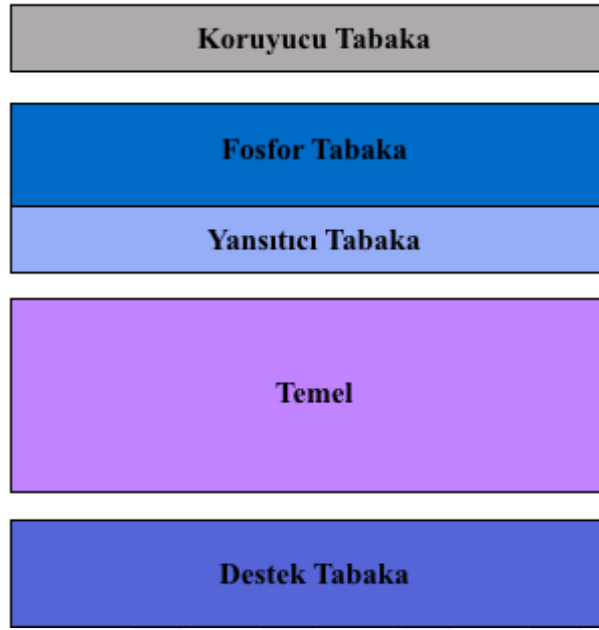 Koruyucu Tabaka
Fosfor Tabaka
Yansıtıcı Tabaka
Temel
Destek Tabaka